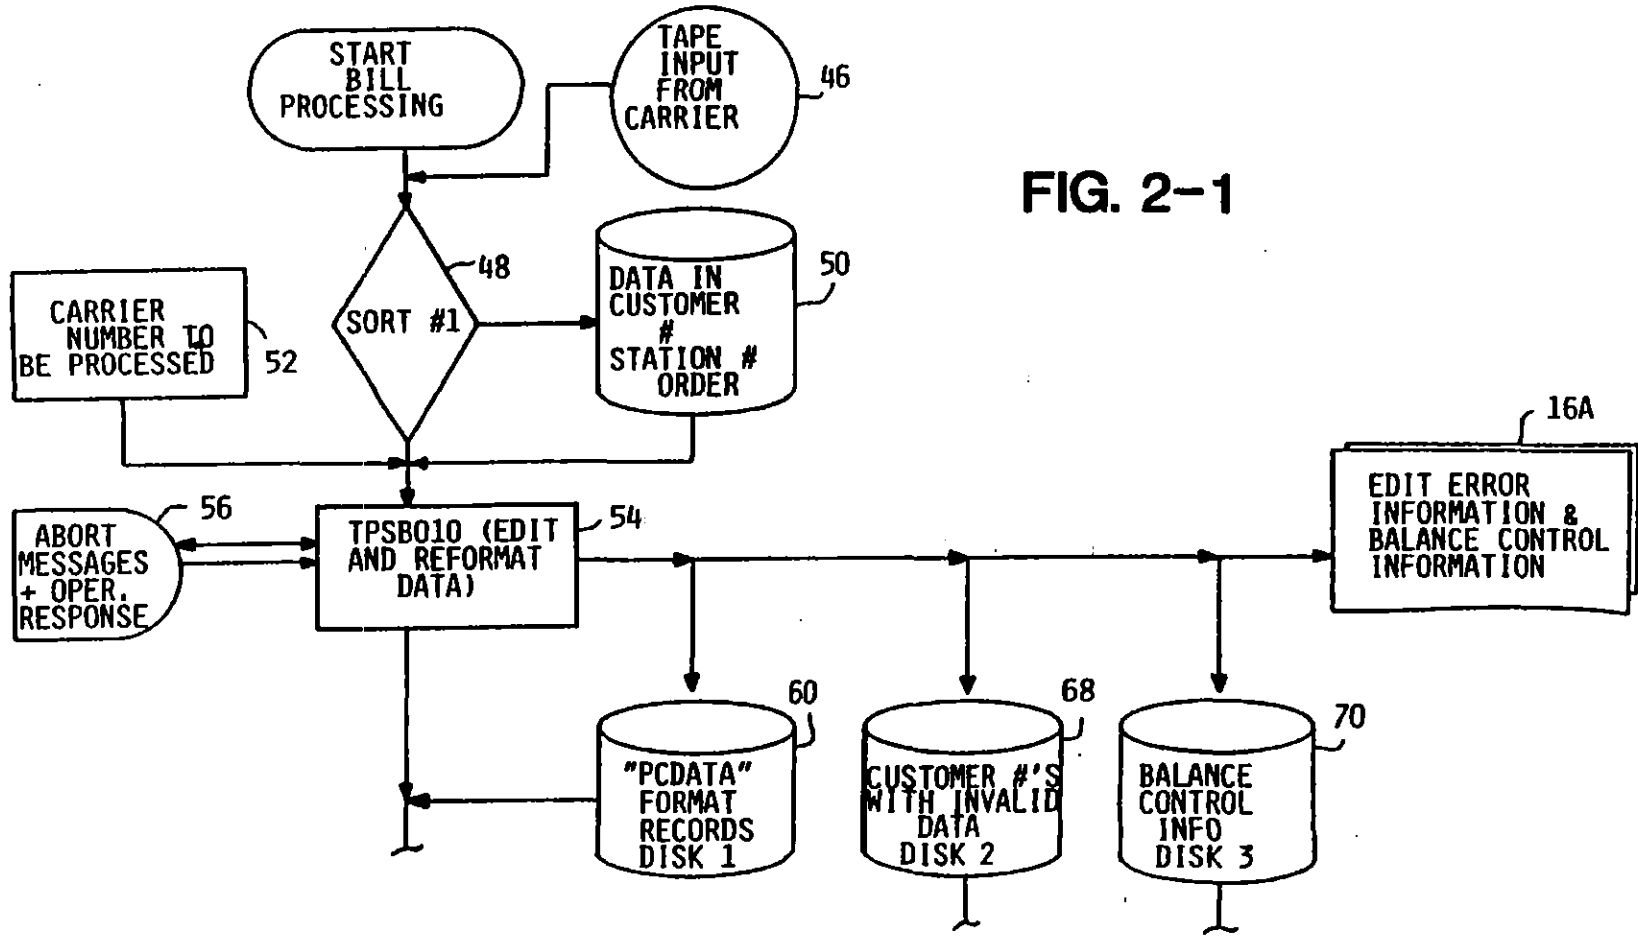 START
BILL
PROCESSING
TAPE
INPUT
FROM
CARRIER
46
FIG. 2-1
48
SORT #1
50
DATA IN
CUSTOMER
#
STATION #
ORDER
CARRIER
NUMBER TO
BE PROCESSED
52
16A
EDIT ERROR
INFORMATION &
BALANCE CONTROL
INFORMATION
56
ABORT
MESSAGES
+ OPER.
RESPONSE
54
TPSB010 (EDIT
AND REFORMAT
DATA)
60
"PCDATA"
FORMAT
RECORDS
DISK 1
68
CUSTOMER #'S
WITH INVALID
DATA
DISK 2
70
BALANCE
CONTROL
INFO
DISK 3